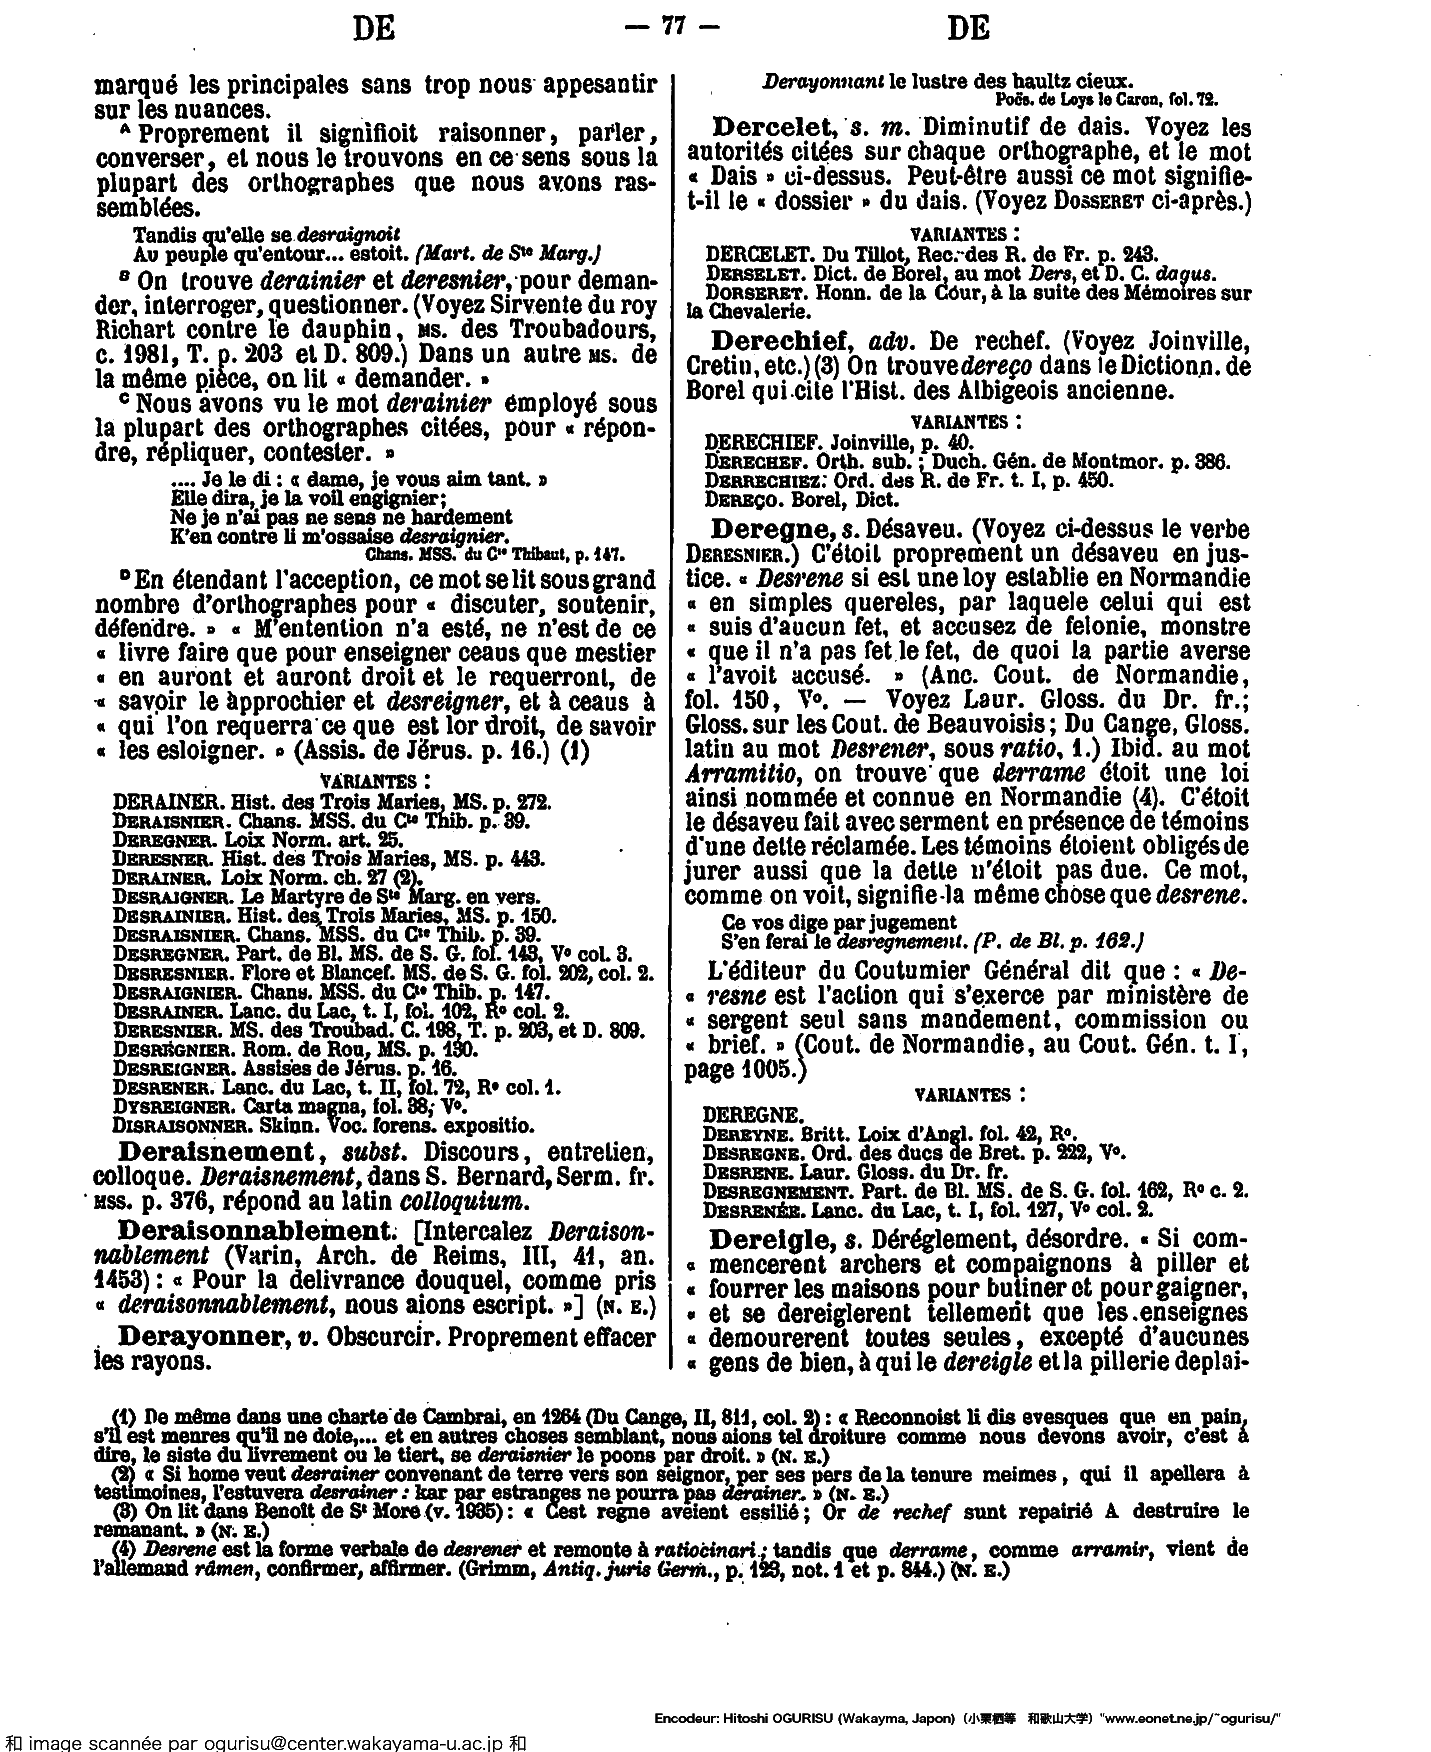 DE — 77 — DE
marqué les principales sans trop nous appesantir
sur les nuances.
A Proprement il signifioit raisonner, parler,
converser, et nous le trouvons en ce sens sous la
plupart des orthographes que nous avons ras-
semblées.
Tandis qu'elle se desraignoit
Au peuple qu'entour... estoit. (Mart. de Ste Marg.)
B On trouve derainier et deresnier, pour deman-
der, interroger, questionner. (Voyez Sirvente du roy
Richart contre le dauphin, MS. des Troubadours,
c. 1981, T. p. 203 et D. 809.) Dans un autre MS. de
la même pièce, on lit « demander. »
C Nous avons vu le mot derainier employé sous
la plupart des orthographes citées, pour « répon-
dre, répliquer, contester. »
.... Je le di : « dame, je vous aim tant. »
Elle dira, je la voil engignier;
Ne je n'ai pas ne sens ne hardement
K'en contre li m'ossaise desraignier.
Chans. MSS. du Cte Thibaut, p. 147.
D En étendant l'acception, ce mot se lit sous grand
nombre d'orthographes pour « discuter, soutenir,
défendre. » « M'entention n'a esté, ne n'est de ce
« livre faire que pour enseigner ceaus que mestier
« en auront et auront droit et le requerront, de
« savoir le approchier et desreigner, et à ceaus à
« qui l'on requerra ce que est lor droit, de savoir
« les esloigner. » (Assis. de Jérus. p. 16.) (1)
VARIANTES :
DERAINER. Hist. des Trois Maries, MS. p. 272.
DERAISNIER. Chans. MSS. du Cte Thib. p. 39.
DEREGNER. Loix Norm. art. 25.
DERESNER. Hist. des Trois Maries, MS. p. 443.
DERAINER. Loix Norm. ch. 27 (2).
DESRAIGNER. Le Martyre de Ste Marg. en vers.
DESRAINIER. Hist. des Trois Maries, MS. p. 150.
DESRAISNIER. Chans. MSS. du Cte Thib. p. 39.
DESREGNER. Part. de Bl. MS. de S. G. fol. 143, Vo col. 3.
DESRESNIER. Flore et Blancef. MS. de S. G. fol. 202, col. 2.
DESRAIGNIER. Chans. MSS. du Cte Thib. p. 147.
DESRAINER. Lanc. du Lac, t. I, fol. 102, Ro col. 2.
DERESNIER. MS. des Troubad. C. 198, T. p. 203, et D. 809.
DESREGNIER. Rom. de Rou, MS. p. 130.
DESREIGNER. Assises de Jérus. p. 16.
DESRENER. Lanc. du Lac, t. II, fol. 72, Ro col. 1.
DYSREIGNER. Carta magna, fol. 38, Vo.
DISRAISONNER. Skinn. Voc. forens. expositio.
Deraisnement, subst. Discours, entretien,
colloque. Deraisnement, dans S. Bernard, Serm. fr.
MSS. p. 376, répond au latin colloquium.
Deraisonnablement. [Intercalez Deraison-
nablement (Varin, Arch. de Reims, III, 41, an.
1453) : « Pour la delivrance douquel, comme pris
« deraisonnablement, nous aions escript. »] (N. E.)
Derayonner, v. Obscurcir. Proprement effacer
les rayons.
Derayonnant le lustre des haultz cieux.
Poës. de Loys le Caron, fol. 72.
Dercelet, s. m. Diminutif de dais. Voyez les
autorités citées sur chaque orthographe, et le mot
« Dais » ci-dessus. Peut-être aussi ce mot signifie-
t-il le « dossier » du dais. (Voyez DOSSERET ci-après.)
VARIANTES :
DERCELET. Du Tillot, Rec. des R. de Fr. p. 243.
DERSELET. Dict. de Borel, au mot Ders, et D. C. dagus.
DORSERET. Honn. de la Cour, à la suite des Mémoires sur
la Chevalerie.
Derechief, adv. De rechef. (Voyez Joinville,
Cretin, etc.) (3) On trouve dereço dans le Dictionn. de
Borel qui cite l'Hist. des Albigeois ancienne.
VARIANTES :
DERECHIEF. Joinville, p. 40.
DERECHEF. Orth. sub. ; Duch. Gén. de Montmor. p. 386.
DERRECHIEZ. Ord. des R. de Fr. t. I, p. 450.
DEREÇO. Borel, Dict.
Deregne, s. Désaveu. (Voyez ci-dessus le verbe
DERESNIER.) C'étoit proprement un désaveu en jus-
tice. « Desrene si est une loy establie en Normandie
« en simples quereles, par laquele celui qui est
« suis d'aucun fet, et accusez de felonie, monstre
« que il n'a pas fet le fet, de quoi la partie averse
« l'avoit accusé. » (Anc. Cout. de Normandie,
fol. 150, Vo. — Voyez Laur. Gloss. du Dr. fr.;
Gloss. sur les Cout. de Beauvoisis; Du Cange, Gloss.
latin au mot Desrener, sous ratio, 1.) Ibid. au mot
Arramitio, on trouve que derrame étoit une loi
ainsi nommée et connue en Normandie (4). C'étoit
le désaveu fait avec serment en présence de témoins
d'une dette réclamée. Les témoins étoient obligés de
jurer aussi que la dette n'étoit pas due. Ce mot,
comme on voit, signifie la même chose que desrene.
Ce vos dige par jugement
S'en ferai le desregnement. (P. de Bl. p. 162.)
L'éditeur du Coutumier Général dit que : « De-
« resne est l'action qui s'exerce par ministère de
« sergent seul sans mandement, commission ou
« brief. » (Cout. de Normandie, au Cout. Gén. t. I,
page 1005.)
VARIANTES :
DEREGNE.
DEREYNE. Britt. Loix d'Angl. fol. 42, Ro.
DESREGNE. Ord. des ducs de Bret. p. 222, Vo.
DESRENE. Laur. Gloss. du Dr. fr.
DESREGNEMENT. Part. de Bl. MS. de S. G. fol. 162, Ro c. 2.
DESRENÉE. Lanc. du Lac, t. I, fol. 127, Vo col. 2.
Dereigle, s. Déréglement, désordre. « Si com-
« mencerent archers et compaignons à piller et
« fourrer les maisons pour butiner et pour gaigner,
« et se dereiglerent tellement que les enseignes
« demourerent toutes seules, excepté d'aucunes
« gens de bien, à qui le dereigle et la pillerie deplai-
(1) De même dans une charte de Cambrai, en 1264 (Du Cange, II, 811, col. 2) : « Reconnoist li dis evesques que en pain,
s'il est menres qu'il ne doie,... et en autres choses semblant, nous aions tel droiture comme nous devons avoir, c'est à
dire, le siste du livrement ou le tiert, se deraisnier le poons par droit. » (N. E.)
(2) « Si home veut desrainer convenant de terre vers son seignor, per ses pers de la tenure meimes, qui il apellera à
testimoines, l'estuvera desrainer : kar par estranges ne pourra pas derainer. » (N. E.)
(3) On lit dans Benoît de St More (v. 1935) : « Cest regne aveient essilié; Or de rechef sunt repairié A destruire le
remanant. » (N. E.)
(4) Desrene est la forme verbale de desrener et remonte à ratiocinari; tandis que derrame, comme arramir, vient de
l'allemand râmen, confirmer, affirmer. (Grimm, Antiq. juris Germ., p. 123, not. 1 et p. 844.) (N. E.)
Encodeur: Hitoshi OGURISU (Wakayma, Japon) (小栗栖等 和歌山大学) "www.eonet.ne.jp/~ogurisu/"
和 image scannée par ogurisu@center.wakayama-u.ac.jp 和